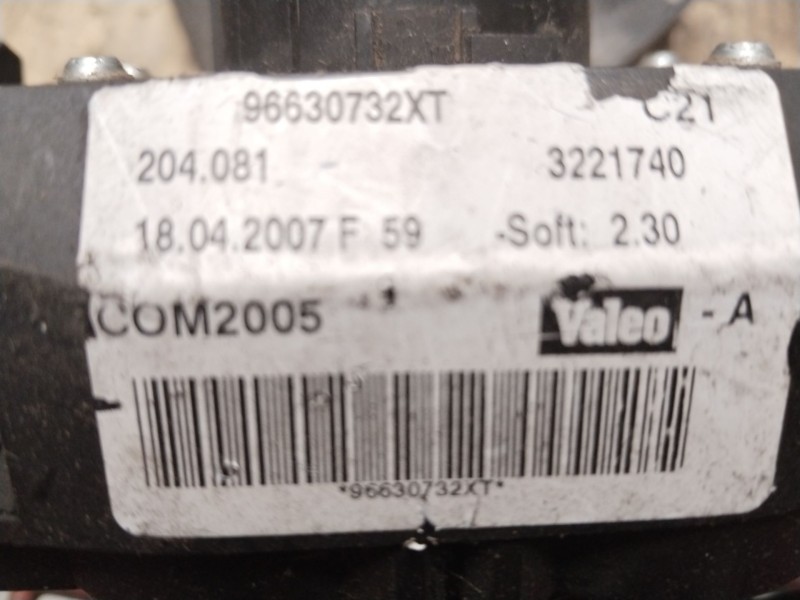 96630732XT C21
204.081 3221740
18.04.2007 F 59 -Soft: 2.30
COM2005 Valeo - A
*96630732XT*